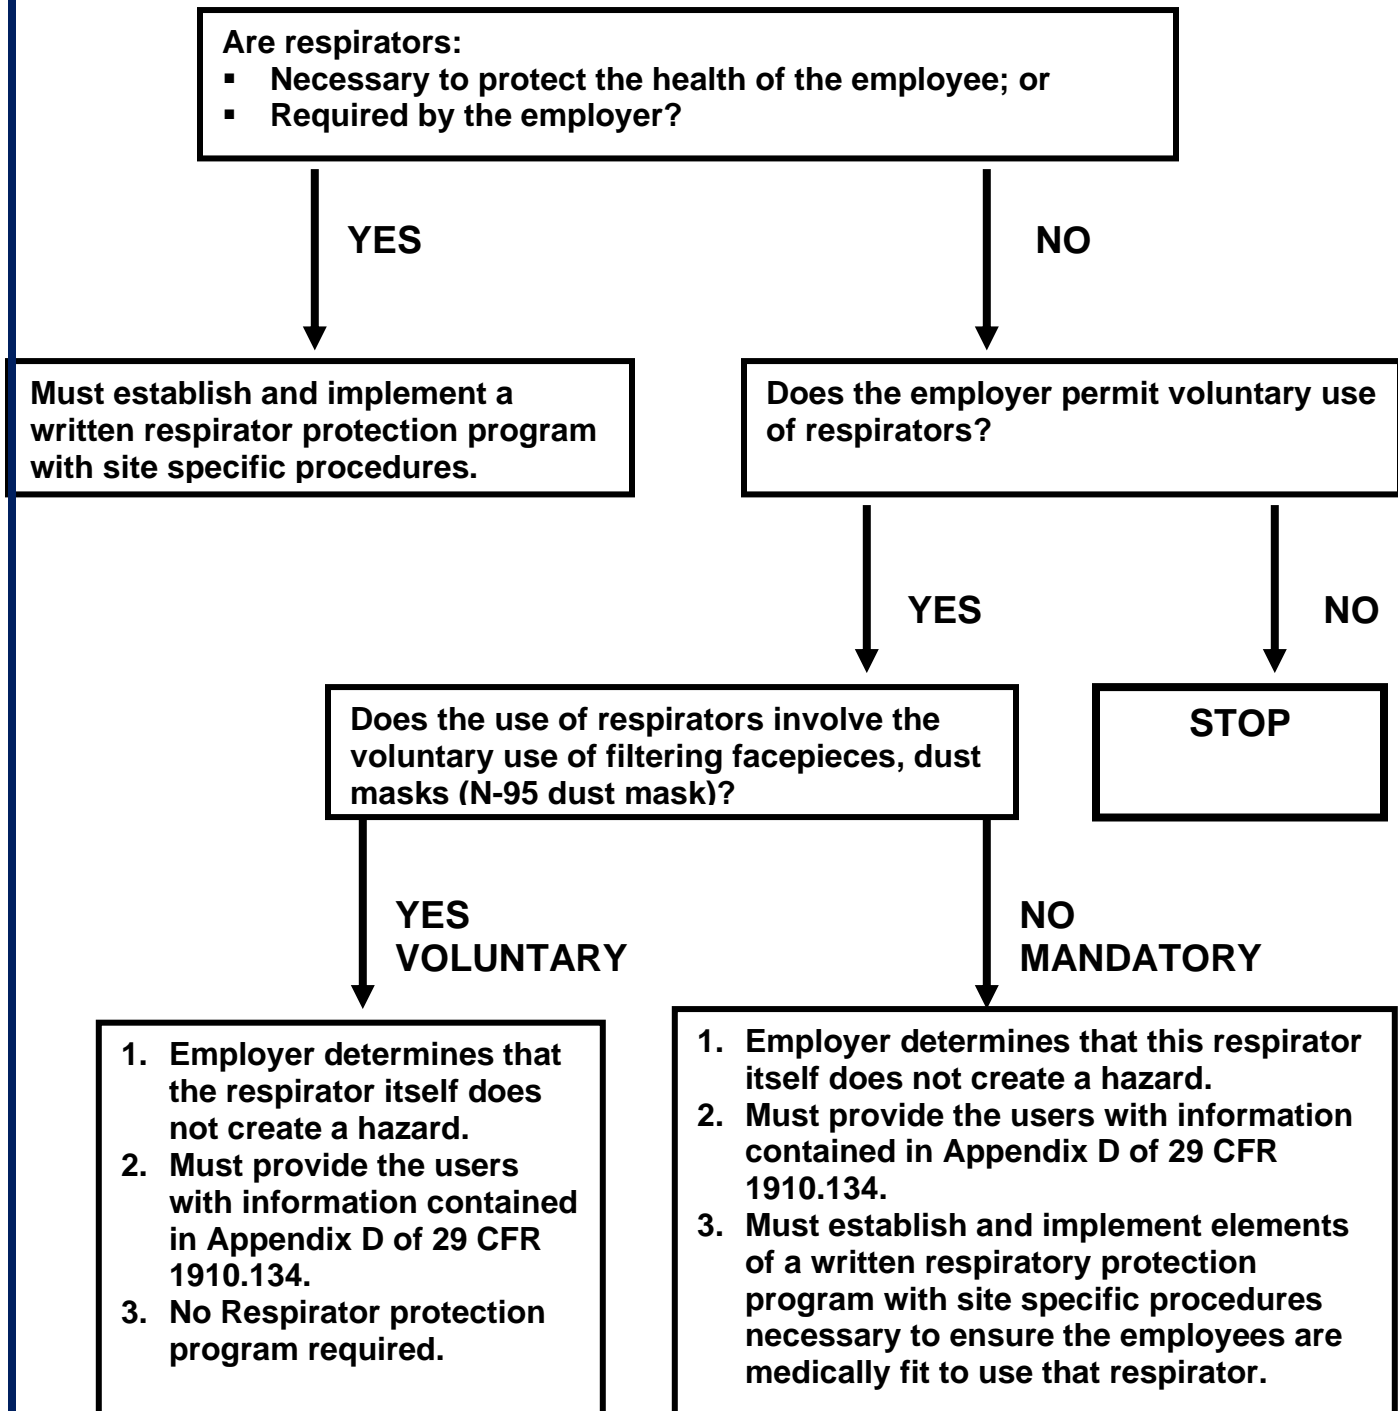 Are respirators:
▪ Necessary to protect the health of the employee; or
▪ Required by the employer?
YES
NO
Must establish and implement a
written respirator protection program
with site specific procedures.
Does the employer permit voluntary use
of respirators?
YES
NO
Does the use of respirators involve the
voluntary use of filtering facepieces, dust
masks (N-95 dust mask)?
STOP
YES
VOLUNTARY
NO
MANDATORY
1. Employer determines that
the respirator itself does
not create a hazard.
2. Must provide the users
with information contained
in Appendix D of 29 CFR
1910.134.
3. No Respirator protection
program required.
1. Employer determines that this respirator
itself does not create a hazard.
2. Must provide the users with information
contained in Appendix D of 29 CFR
1910.134.
3. Must establish and implement elements
of a written respiratory protection
program with site specific procedures
necessary to ensure the employees are
medically fit to use that respirator.